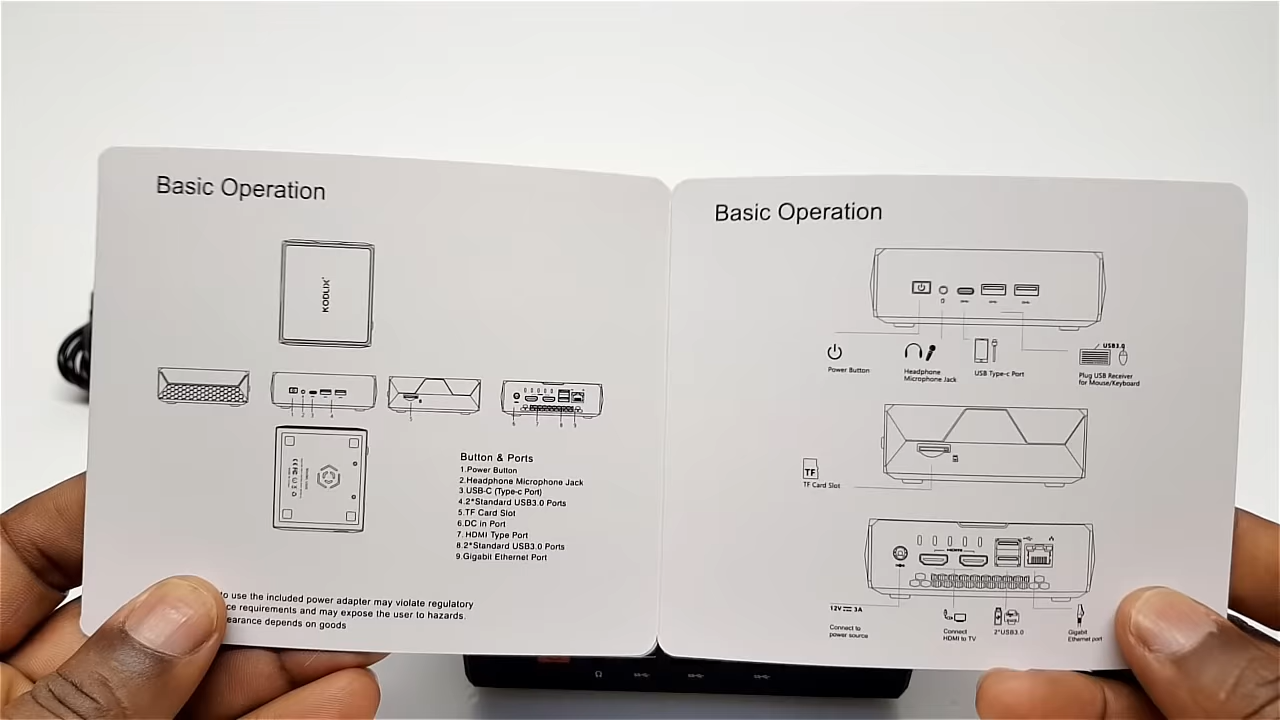 Basic Operation
KODLIX
Button & Ports
1.Power Button
2.Headphone Microphone Jack
3.USB-C (Type-c Port)
4.2*Standard USB3.0 Ports
5.TF Card Slot
6.DC in Port
7.HDMI Type Port
8.2*Standard USB3.0 Ports
9.Gigabit Ethernet Port
to use the included power adapter may violate regulatory
requirements and may expose the user to hazards.
depends on goods
Basic Operation
Power Button
Headphone
Microphone Jack
USB Type-c Port
USB3.0
Plug USB Receiver
for Mouse/Keyboard
TF
TF Card Slot
HDMI
12V 3A
Connect to
power source
Connect
HDMI to TV
2*USB3.0
Gigabit
Ethernet port